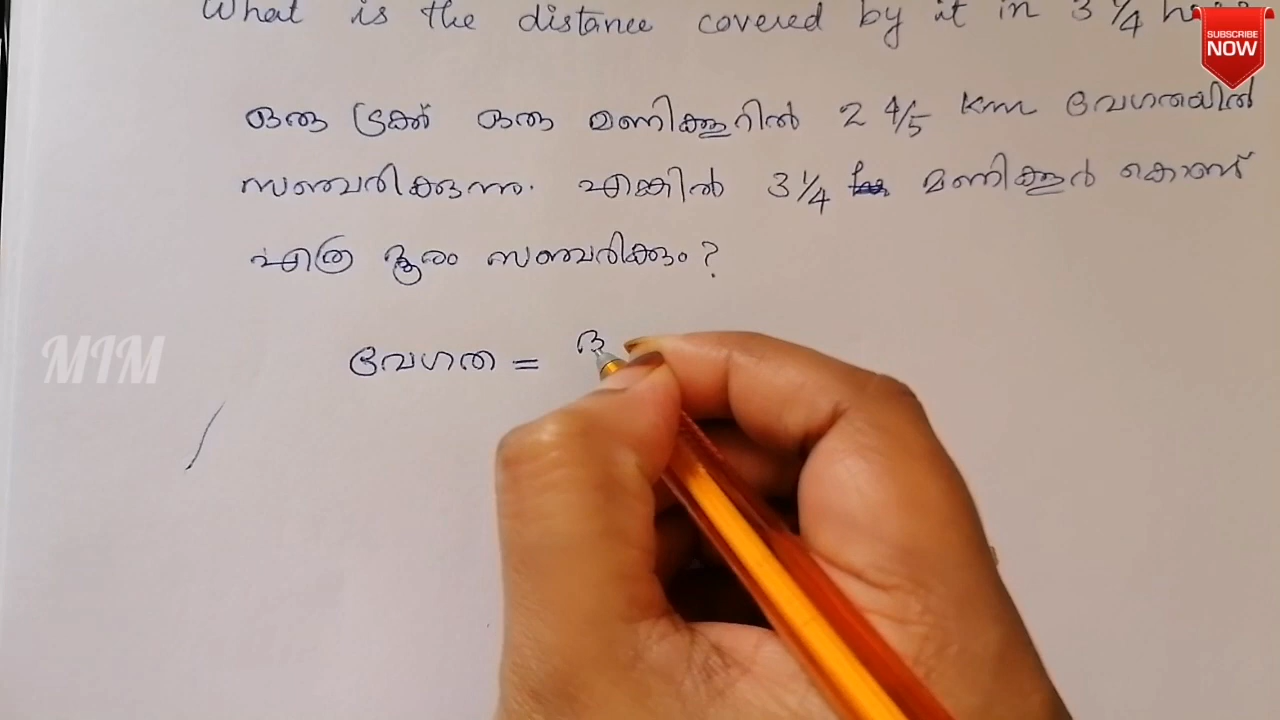 What is the distance covered by it in 3 1/4
SUBSCRIBE
NOW
ഒരു ട്രക്ക് ഒരു മണിക്കൂറിൽ 2 4/5 km വേഗതയിൽ
സഞ്ചരിക്കുന്നു. എങ്കിൽ 3 1/4 മണിക്കൂർ കൊണ്ട്
എത്ര ദൂരം സഞ്ചരിക്കും?
വേഗത = ദ
MIM